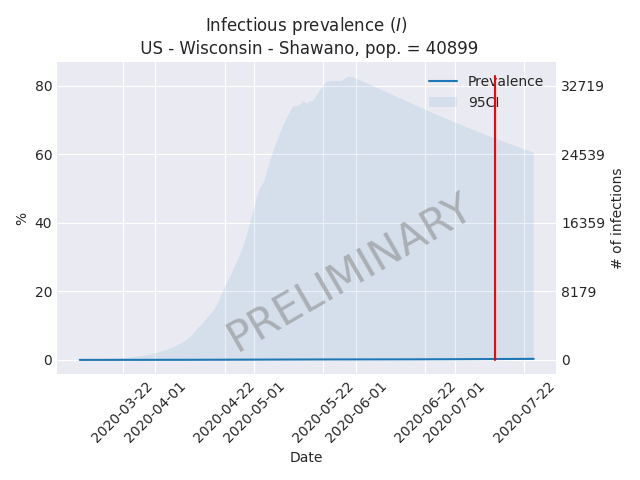 Infectious prevalence (I)
US - Wisconsin - Shawano, pop. = 40899
Prevalence
95CI
80
60
40
20
0
%
32719
24539
16359
8179
0
# of infections
PRELIMINARY
2020-03-22
2020-04-01
2020-04-22
2020-05-01
2020-05-22
2020-06-01
2020-06-22
2020-07-01
2020-07-22
Date